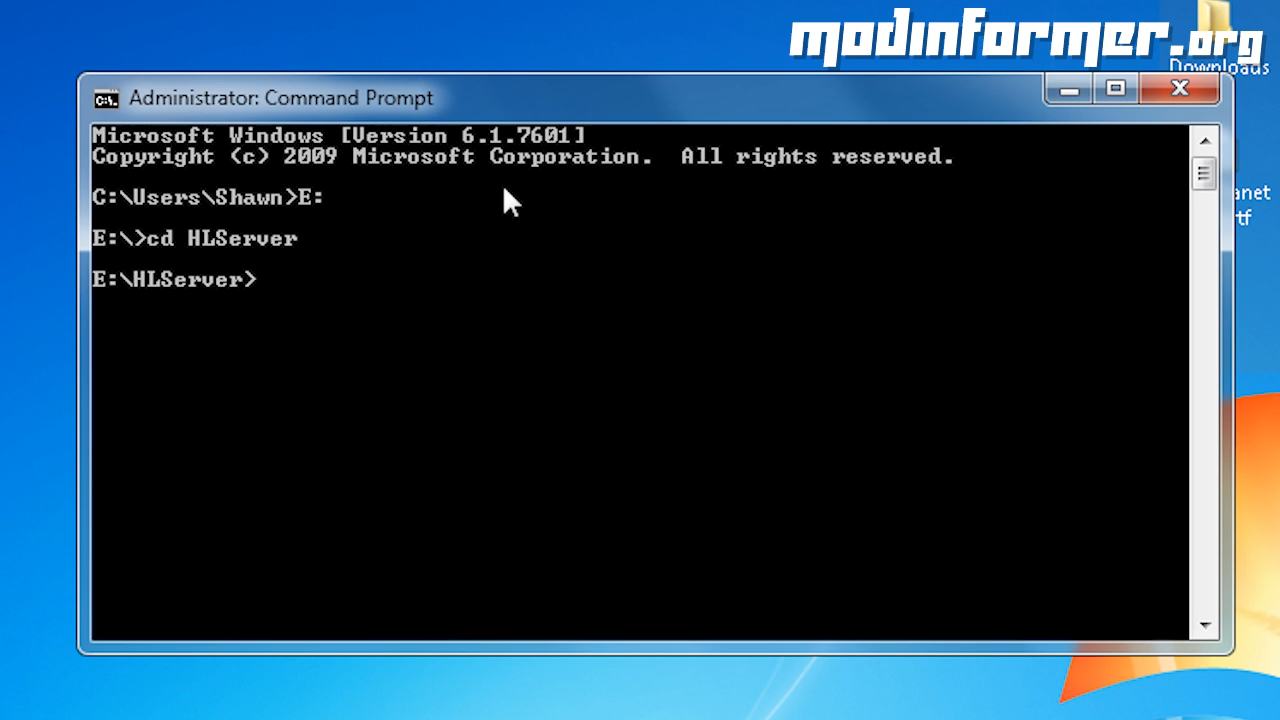 modinformer.org
Downloads
Administrator: Command Prompt
Microsoft Windows [Version 6.1.7601]
Copyright (c) 2009 Microsoft Corporation.  All rights reserved.
C:\Users\Shawn>E:
E:\>cd HLServer
E:\HLServer>